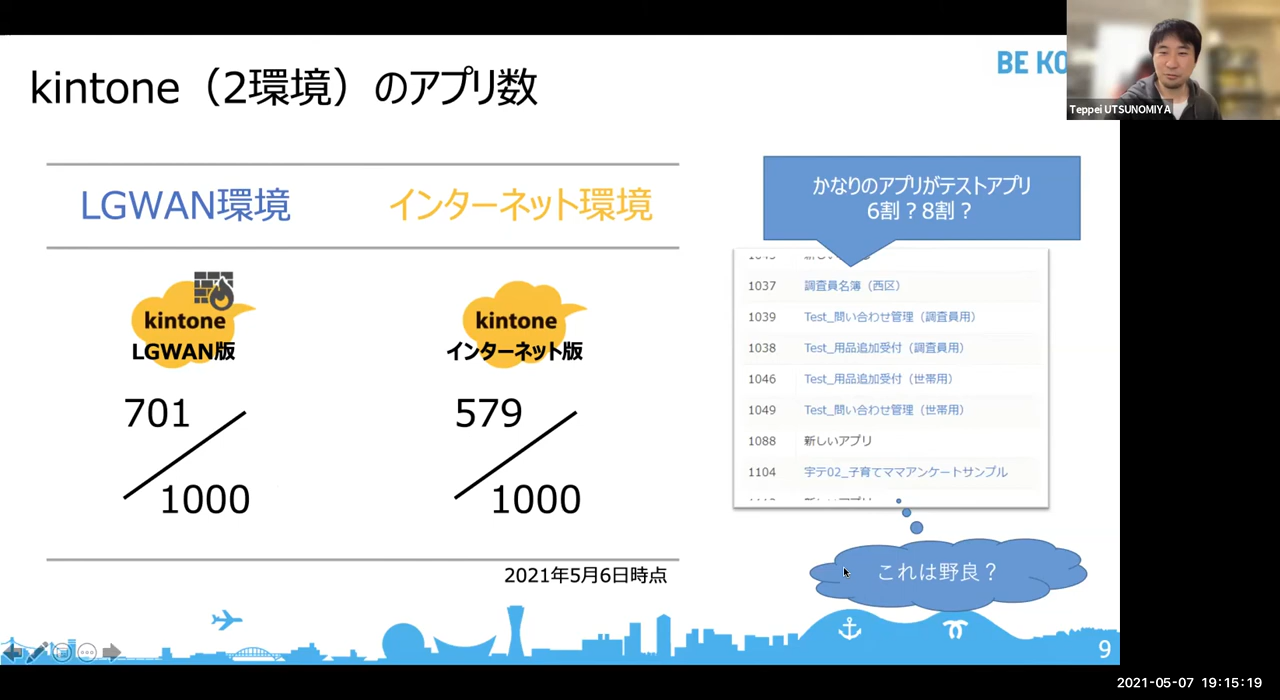 kintone（2環境）のアプリ数
BE KO
Teppei UTSUNOMIYA
LGWAN環境
インターネット環境
kintone
LGWAN版
kintone
インターネット版
701
1000
579
1000
2021年5月6日時点
かなりのアプリがテストアプリ
6割？8割？
1037 調査員名簿（西区）
1039 Test_問い合わせ管理（調査員用）
1038 Test_用品追加受付（調査員用）
1046 Test_用品追加受付（世帯用）
1049 Test_問い合わせ管理（世帯用）
1088 新しいアプリ
1104 宇テ02_子育てママアンケートサンプル
これは野良？
9
2021-05-07 19:15:19